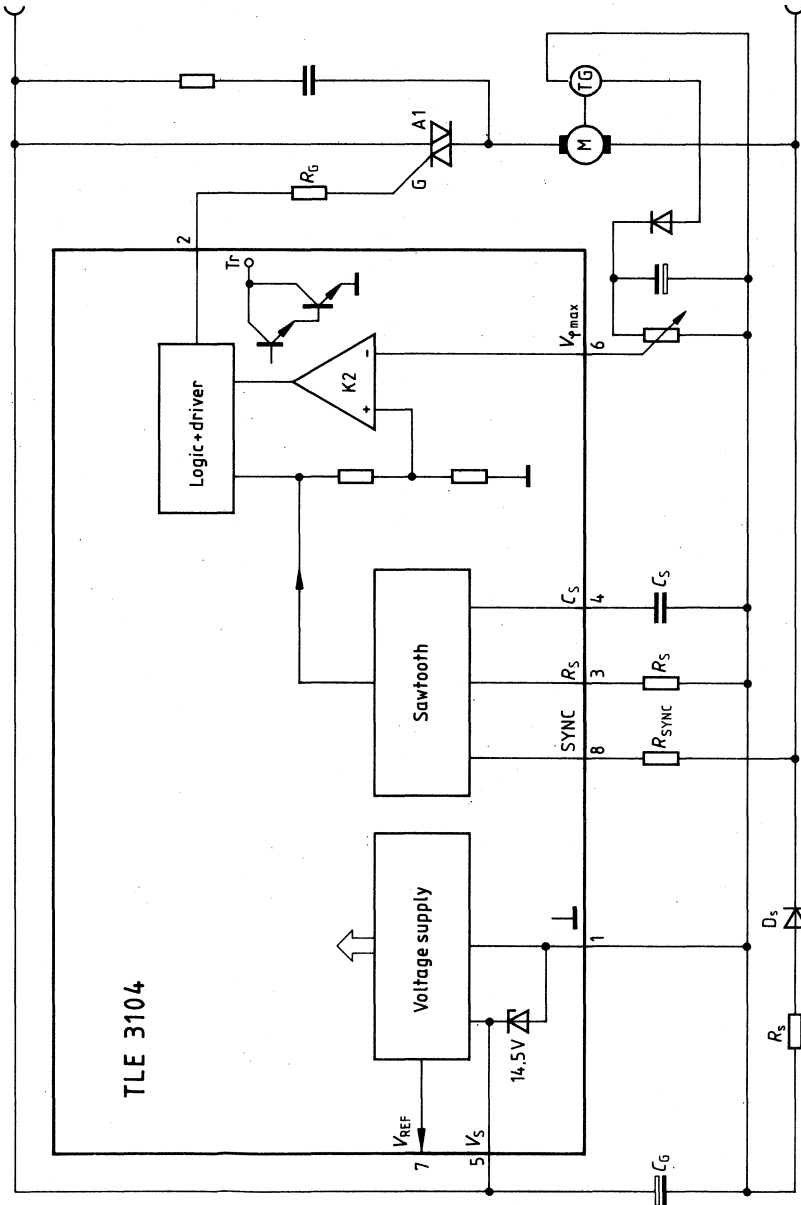 TLE 3104
Voltage supply
14.5V
V_REF
7
V_S
5
1
Sawtooth
SYNC
8
R_S
3
C_S
4
Logic+driver
K2
+
-
Tr
V_φmax
6
2
R_G
G
A1
M
TG
R_SYNC
R_S
C_S
D_s
R_s
C_G